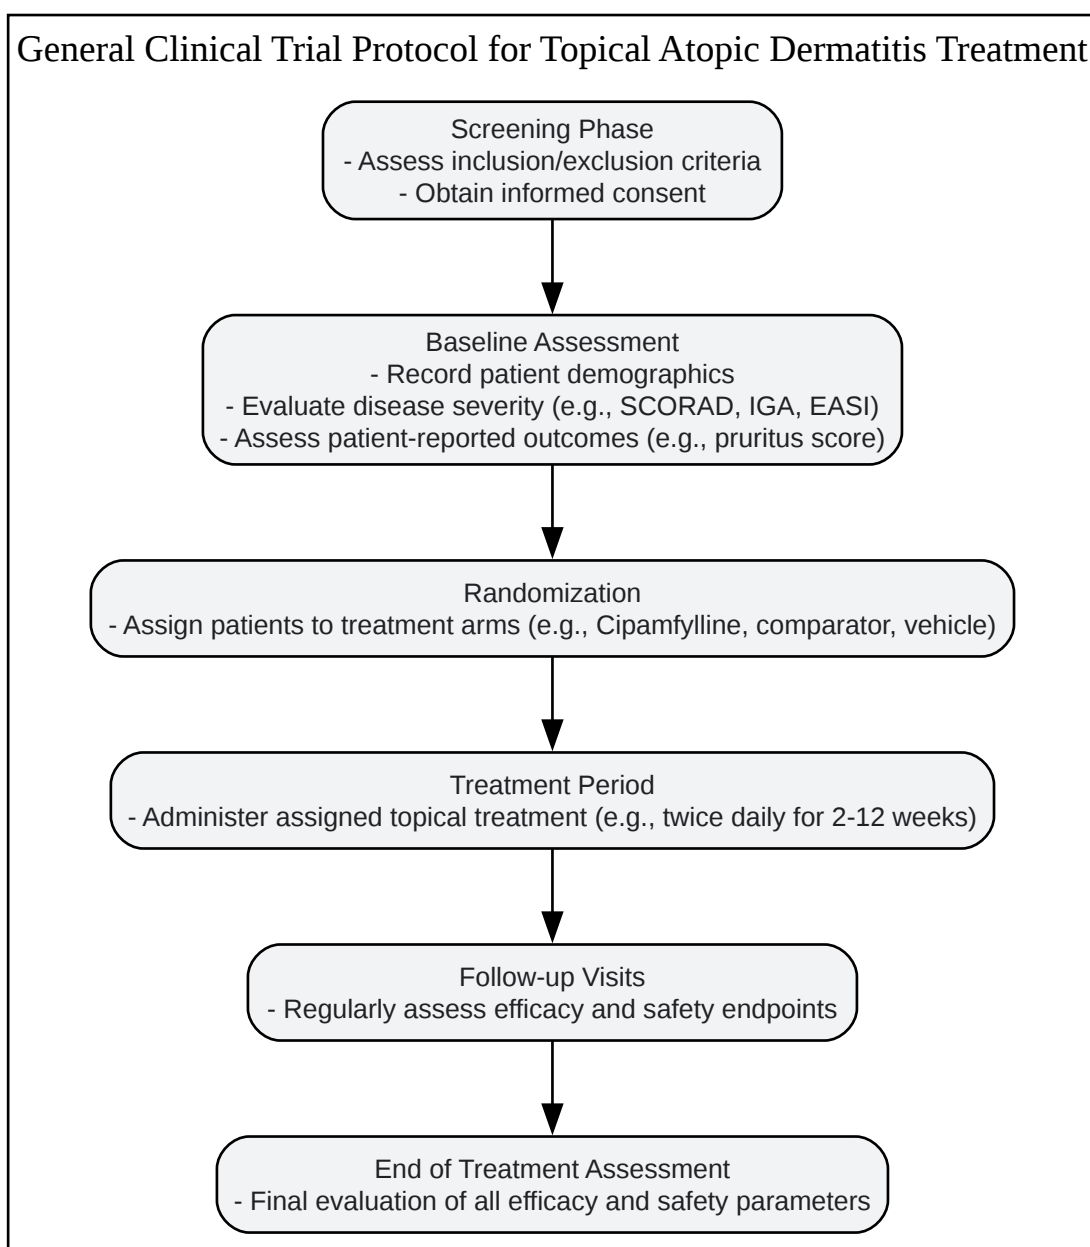 General Clinical Trial Protocol for Topical Atopic Dermatitis Treatment
Screening Phase
- Assess inclusion/exclusion criteria
- Obtain informed consent
Baseline Assessment
- Record patient demographics
- Evaluate disease severity (e.g., SCORAD, IGA, EASI)
- Assess patient-reported outcomes (e.g., pruritus score)
Randomization
- Assign patients to treatment arms (e.g., Cipamfylline, comparator, vehicle)
Treatment Period
- Administer assigned topical treatment (e.g., twice daily for 2-12 weeks)
Follow-up Visits
- Regularly assess efficacy and safety endpoints
End of Treatment Assessment
- Final evaluation of all efficacy and safety parameters